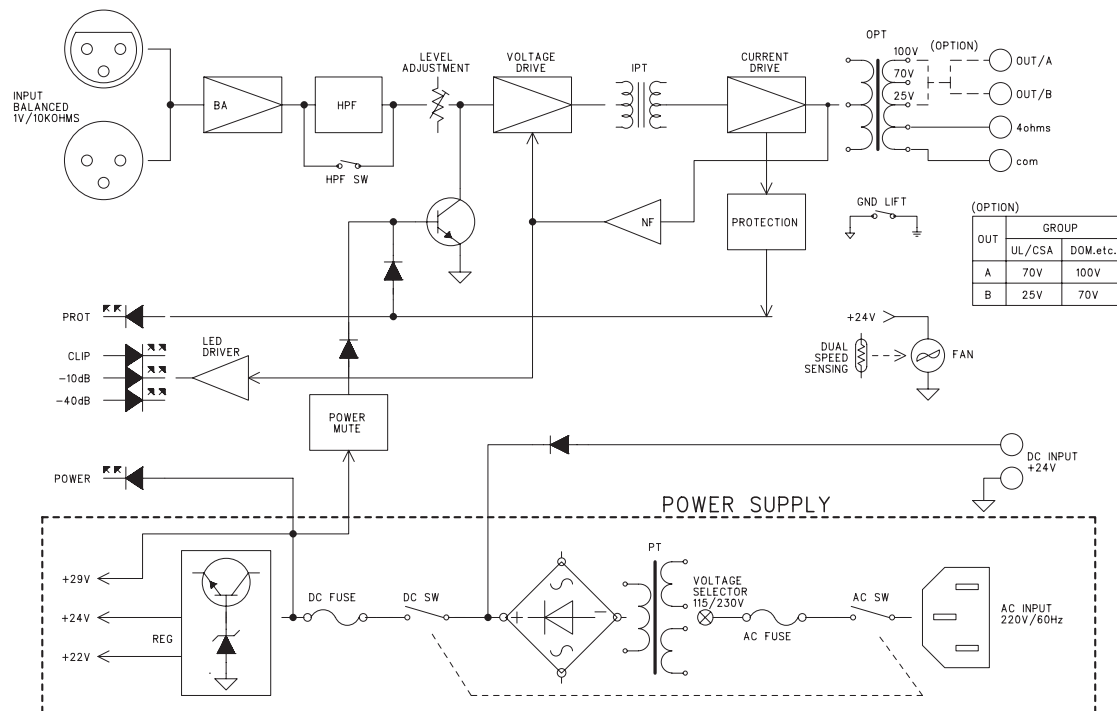 INPUT
BALANCED
1V/10KOHMS
BA
HPF
HPF SW
LEVEL
ADJUSTMENT
VOLTAGE
DRIVE
IPT
CURRENT
DRIVE
OPT
100V
70V
25V
(OPTION)
OUT/A
OUT/B
4ohms
com
NF
PROTECTION
GND LIFT
(OPTION)
OUT GROUP
UL/CSA DOM.etc.
A 70V 100V
B 25V 70V
PROT
CLIP
-10dB
-40dB
LED
DRIVER
+24V
DUAL
SPEED
SENSING
FAN
POWER
MUTE
POWER
DC INPUT
+24V
POWER SUPPLY
+29V
+24V
+22V
REG
DC FUSE
DC SW
+
−
PT
VOLTAGE
SELECTOR
115/230V
AC FUSE
AC SW
AC INPUT
220V/60Hz